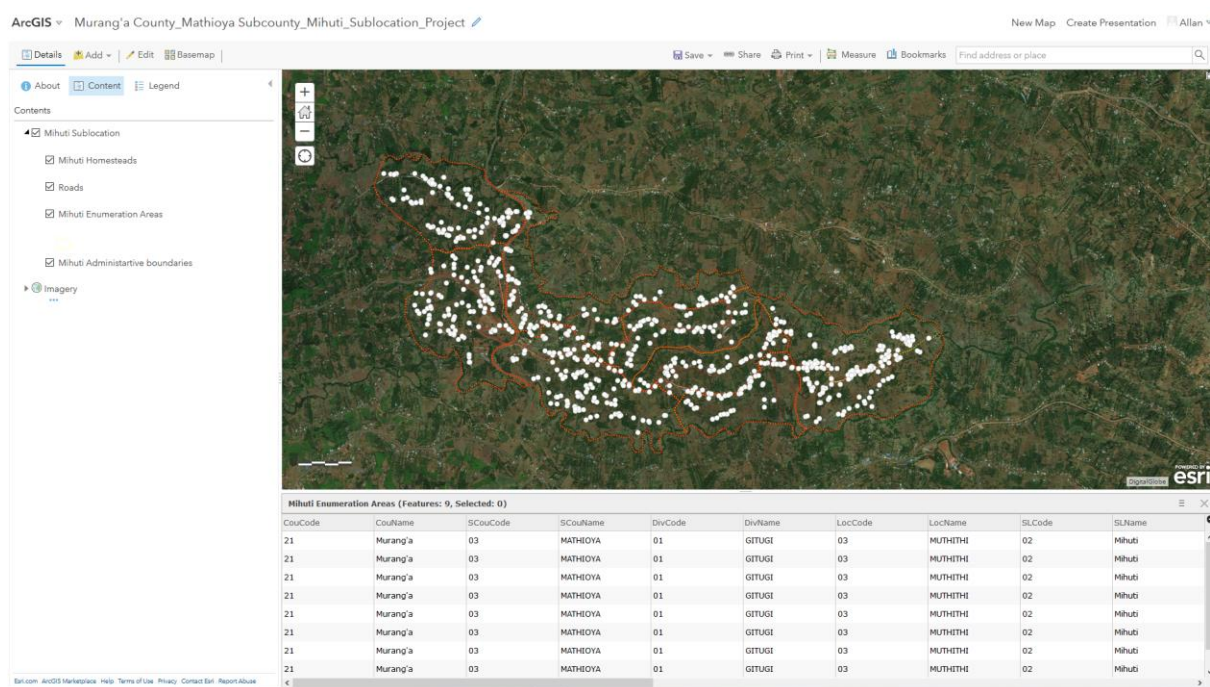 ArcGIS Murang'a County_Mathioya Subcounty_Mihuti_Sublocation_Project New Map Create Presentation Allan
Details Add Edit Basemap Save Share Print Measure Bookmarks Find address or place
About Content Legend
Contents
Mihuti Sublocation
Mihuti Homesteads
Roads
Mihuti Enumeration Areas
Mihuti Administartive boundaries
Imagery
+
−
POWERED BY
esri
DigitalGlobe
Mihuti Enumeration Areas (Features: 9, Selected: 0)
CouCode CouName SCouCode SCouName DivCode DivName LocCode LocName SLCode SLName
21 Murang'a 03 MATHIOYA 01 GITUGI 03 MUTHITHI 02 Mihuti
21 Murang'a 03 MATHIOYA 01 GITUGI 03 MUTHITHI 02 Mihuti
21 Murang'a 03 MATHIOYA 01 GITUGI 03 MUTHITHI 02 Mihuti
21 Murang'a 03 MATHIOYA 01 GITUGI 03 MUTHITHI 02 Mihuti
21 Murang'a 03 MATHIOYA 01 GITUGI 03 MUTHITHI 02 Mihuti
21 Murang'a 03 MATHIOYA 01 GITUGI 03 MUTHITHI 02 Mihuti
21 Murang'a 03 MATHIOYA 01 GITUGI 03 MUTHITHI 02 Mihuti
21 Murang'a 03 MATHIOYA 01 GITUGI 03 MUTHITHI 02 Mihuti
Esri.com ArcGIS Marketplace Help Terms of Use Privacy Contact Esri Report Abuse